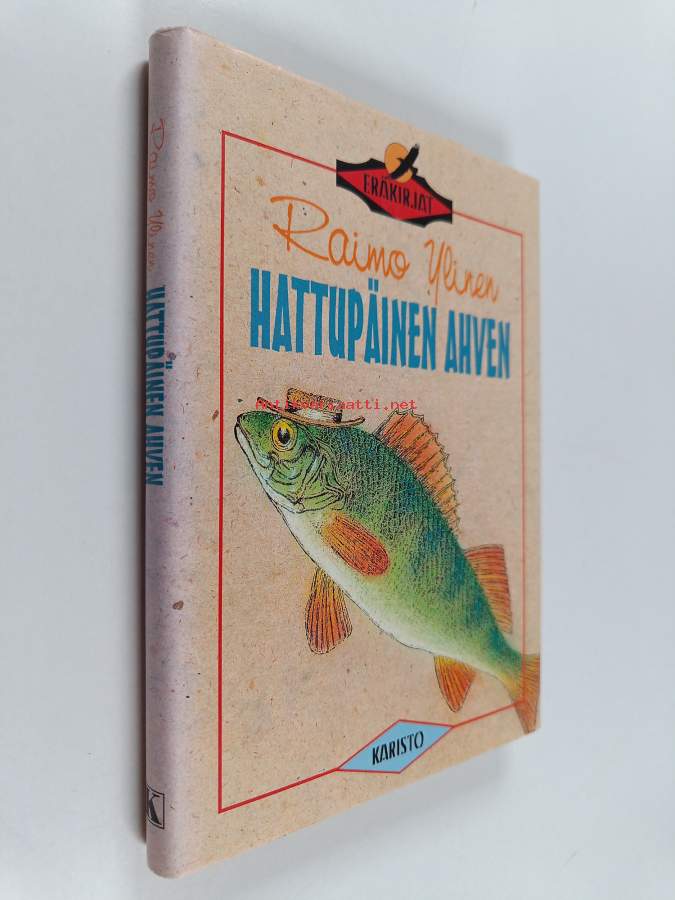 ERÄKIRJAT
Raimo Ylinen
HATTUPÄINEN AHVEN
antikvariaatti.net
KARISTO
Raimo Ylinen
HATTUPÄINEN AHVEN
K